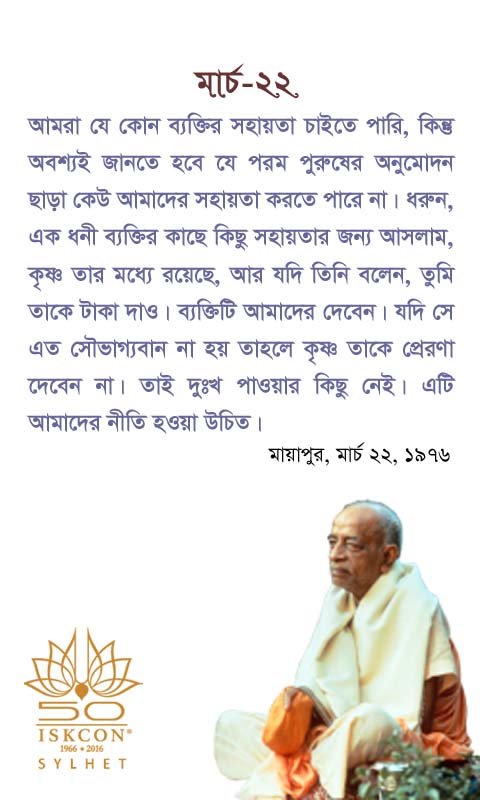 মার্চ-২২
আমরা যে কোন ব্যক্তির সহায়তা চাইতে পারি, কিন্তু
অবশ্যই জানতে হবে যে পরম পুরুষের অনুমোদন
ছাড়া কেউ আমাদের সহায়তা করতে পারে না। ধরুন,
এক ধনী ব্যক্তির কাছে কিছু সহায়তার জন্য আসলাম,
কৃষ্ণ তার মধ্যে রয়েছে, আর যদি তিনি বলেন, তুমি
তাকে টাকা দাও। ব্যক্তিটি আমাদের দেবেন। যদি সে
এত সৌভাগ্যবান না হয় তাহলে কৃষ্ণ তাকে প্রেরণা
দেবেন না। তাই দুঃখ পাওয়ার কিছু নেই। এটি
আমাদের নীতি হওয়া উচিত।
মায়াপুর, মার্চ ২২, ১৯৭৬
50
ISKCON®
1966 • 2016
SYLHET